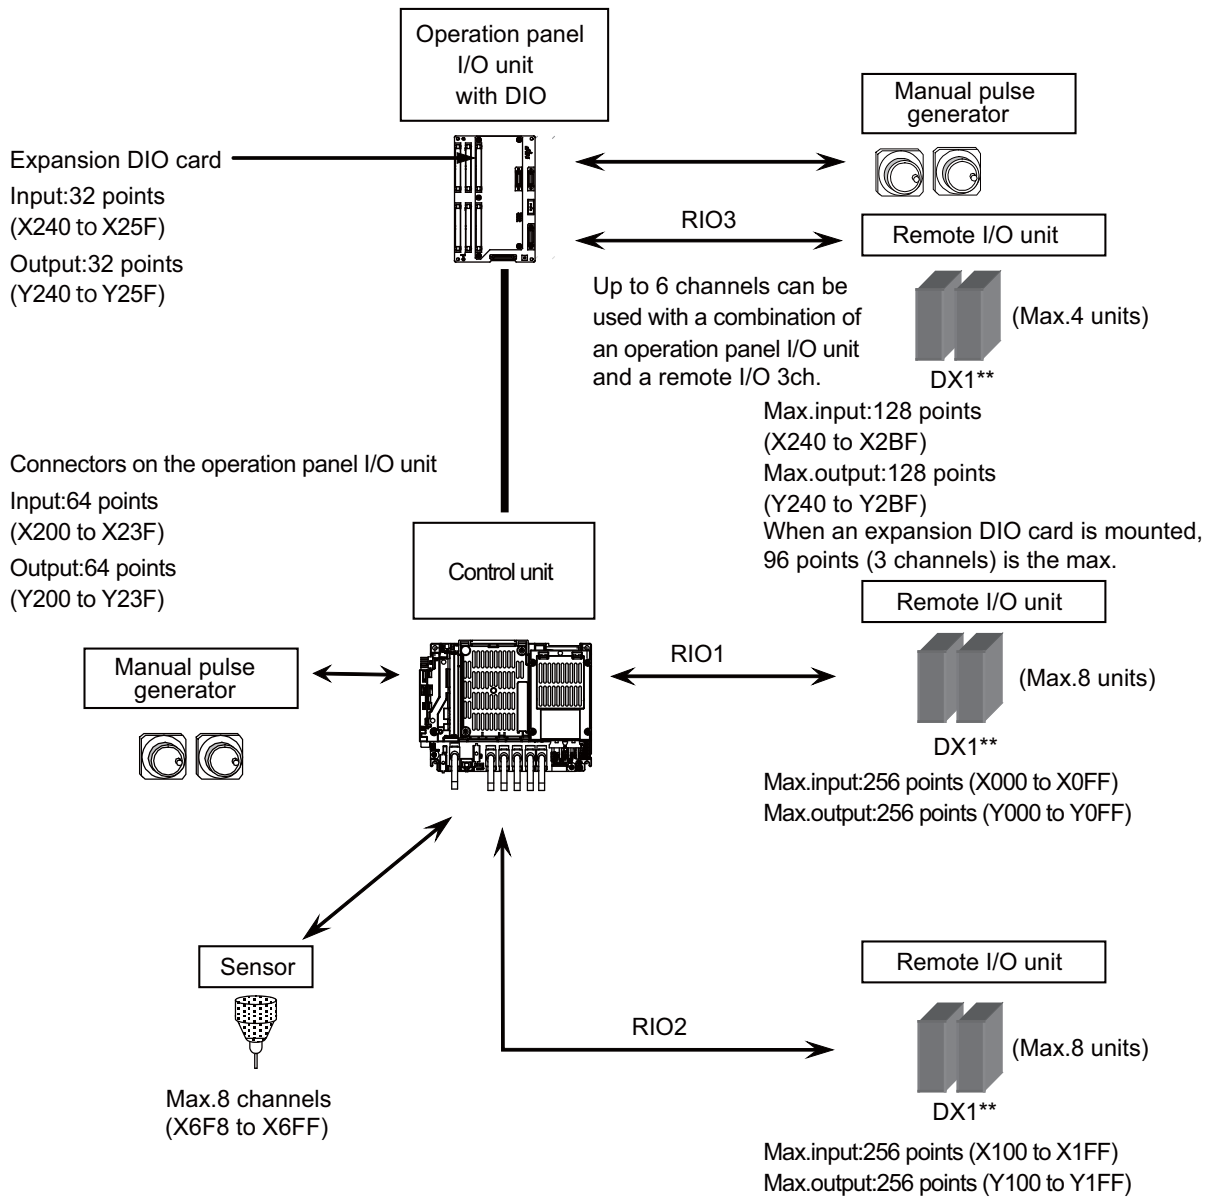 Operation panel
I/O unit
with DIO
Manual pulse
generator
Expansion DIO card
Input:32 points
(X240 to X25F)
Output:32 points
(Y240 to Y25F)
RIO3
Remote I/O unit
Up to 6 channels can be
used with a combination of
an operation panel I/O unit
and a remote I/O 3ch.
(Max.4 units)
DX1**
Max.input:128 points
(X240 to X2BF)
Max.output:128 points
(Y240 to Y2BF)
When an expansion DIO card is mounted,
96 points (3 channels) is the max.
Connectors on the operation panel I/O unit
Input:64 points
(X200 to X23F)
Output:64 points
(Y200 to Y23F)
Control unit
Remote I/O unit
Manual pulse
generator
RIO1
(Max.8 units)
DX1**
Max.input:256 points (X000 to X0FF)
Max.output:256 points (Y000 to Y0FF)
Sensor
Max.8 channels
(X6F8 to X6FF)
RIO2
Remote I/O unit
(Max.8 units)
DX1**
Max.input:256 points (X100 to X1FF)
Max.output:256 points (Y100 to Y1FF)